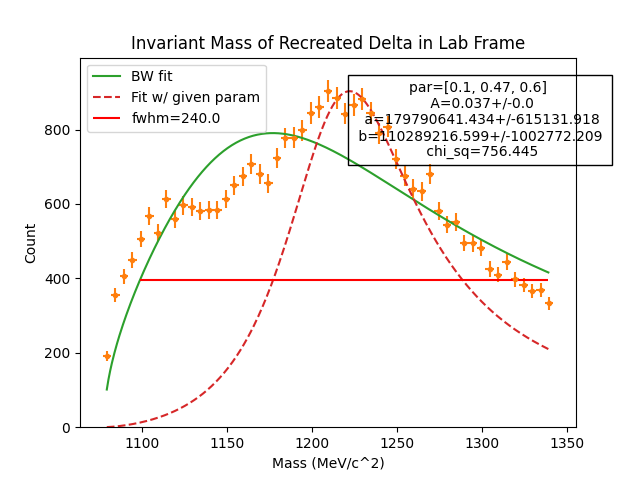 Invariant Mass of Recreated Delta in Lab Frame
BW fit
Fit w/ given param
fwhm=240.0
par=[0.1, 0.47, 0.6]
A=0.037+/-0.0
a=179790641.434+/-615131.918
b=110289216.599+/-1002772.209
chi_sq=756.445
Count
800
600
400
200
0
1100 1150 1200 1250 1300 1350
Mass (MeV/c^2)